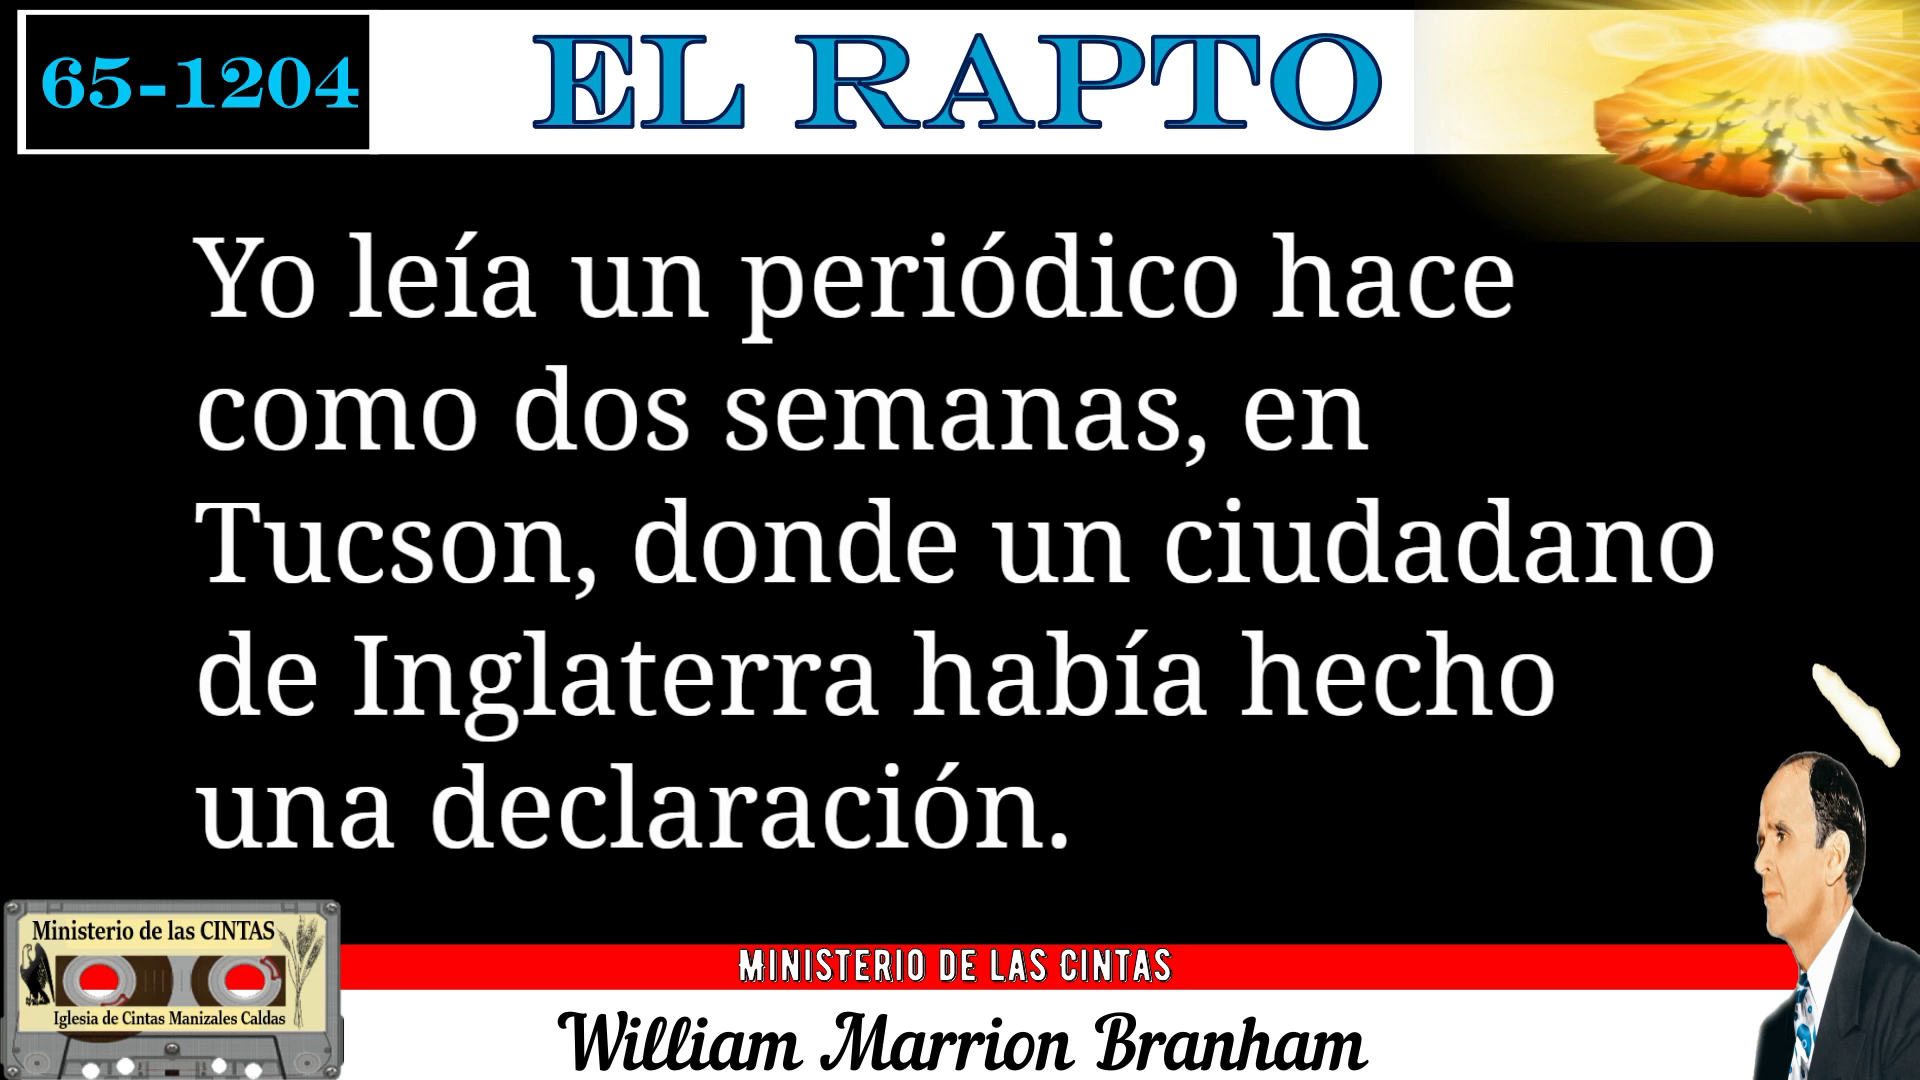 65-1204
EL RAPTO
Yo leía un periódico hace
como dos semanas, en
Tucson, donde un ciudadano
de Inglaterra había hecho
una declaración.
Ministerio de las CINTAS
Iglesia de Cintas Manizales Caldas
MINISTERIO DE LAS CINTAS
William Marrion Branham